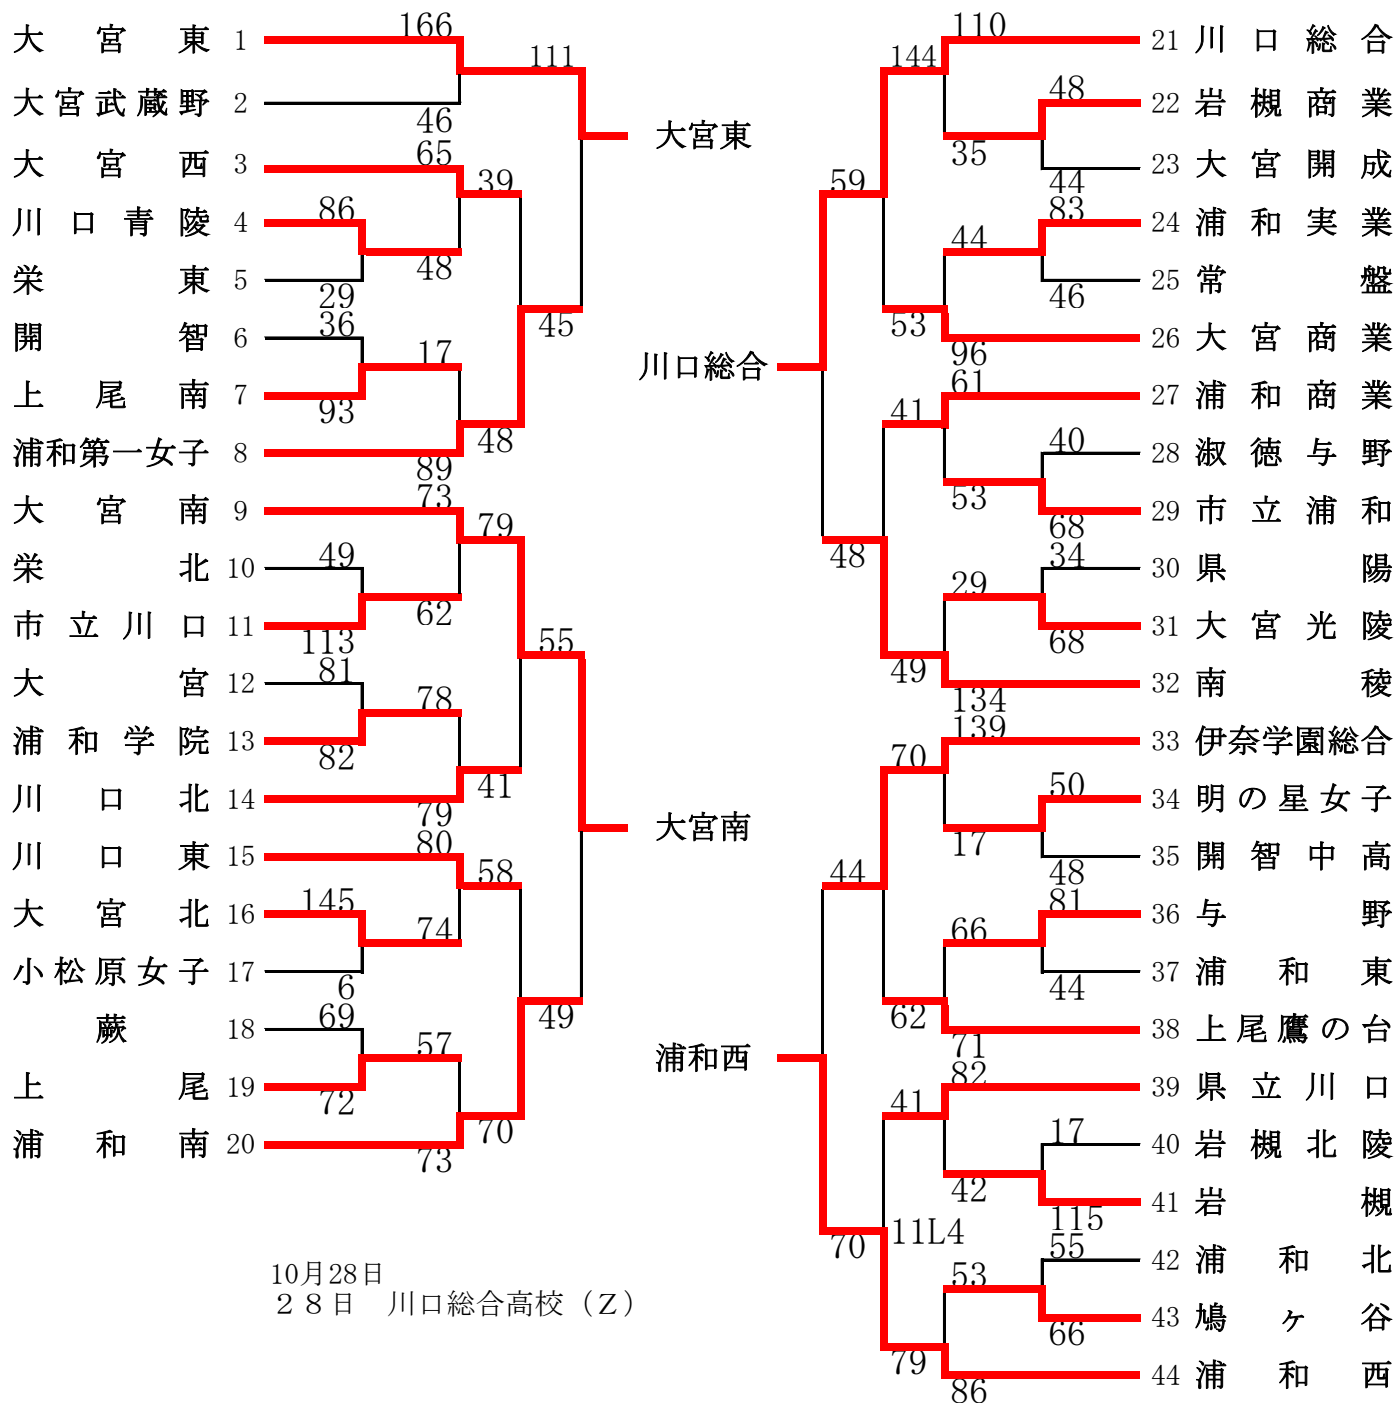 大宮東 1
大宮武蔵野 2
大宮西 3
川口青陵 4
栄東 5
開智 6
上尾南 7
浦和第一女子 8
大宮南 9
栄北 10
市立川口 11
大宮 12
浦和学院 13
川口北 14
川口東 15
大宮北 16
小松原女子 17
蕨 18
上尾 19
浦和南 20
86
29
36
93
49
113
81
82
145
6
69
72
166
46
65
48
17
89
73
62
78
79
80
74
57
73
39
48
79
41
58
70
111
45
55
49
大宮東
大宮南
川口総合
浦和西
59
48
44
70
144
53
41
49
70
62
41
11L4
79
110
35
44
96
61
53
29
134
139
17
66
71
82
42
53
86
48
44
83
46
40
68
34
68
50
48
81
44
17
115
55
66
21 川口総合
22 岩槻商業
23 大宮開成
24 浦和実業
25 常盤
26 大宮商業
27 浦和商業
28 淑徳与野
29 市立浦和
30 県陽
31 大宮光陵
32 南稜
33 伊奈学園総合
34 明の星女子
35 開智中高
36 与野
37 浦和東
38 上尾鷹の台
39 県立川口
40 岩槻北陵
41 岩槻
42 浦和北
43 鳩ヶ谷
44 浦和西
10月28日
２８日　川口総合高校（Z）